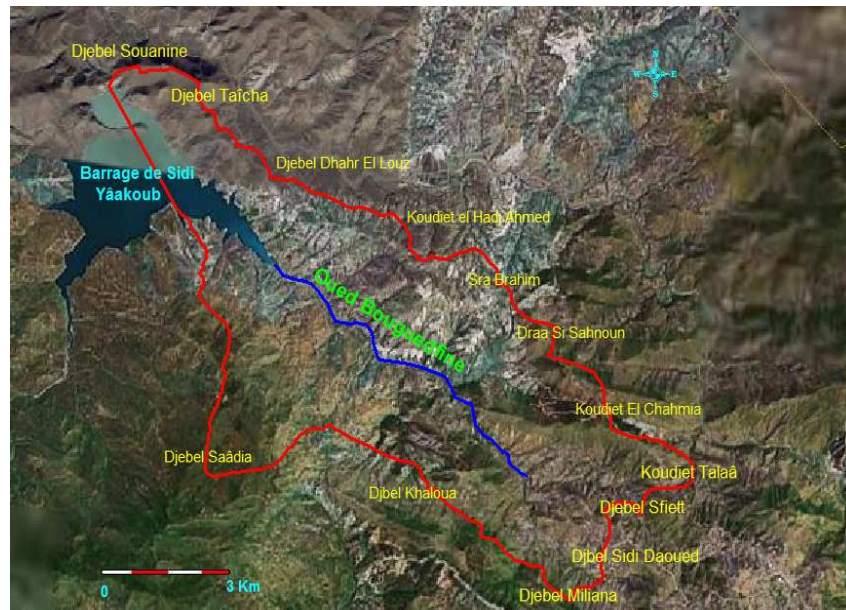 Djebel Souanine
Djebel Taîcha
N
W E
S
Djebel Dhahr El Louz
Barrage de Sidi
Yâakoub
Koudiet el Hadj Ahmed
Sra Brahim
Oued Bouguedfine
Draa Si Sahnoun
Koudiet El Chahmia
Djebel Saâdia
Koudiet Talaâ
Djbel Khaloua
Djebel Sfiett
Djbel Sidi Daoued
0 3 Km
Djebel Miliana